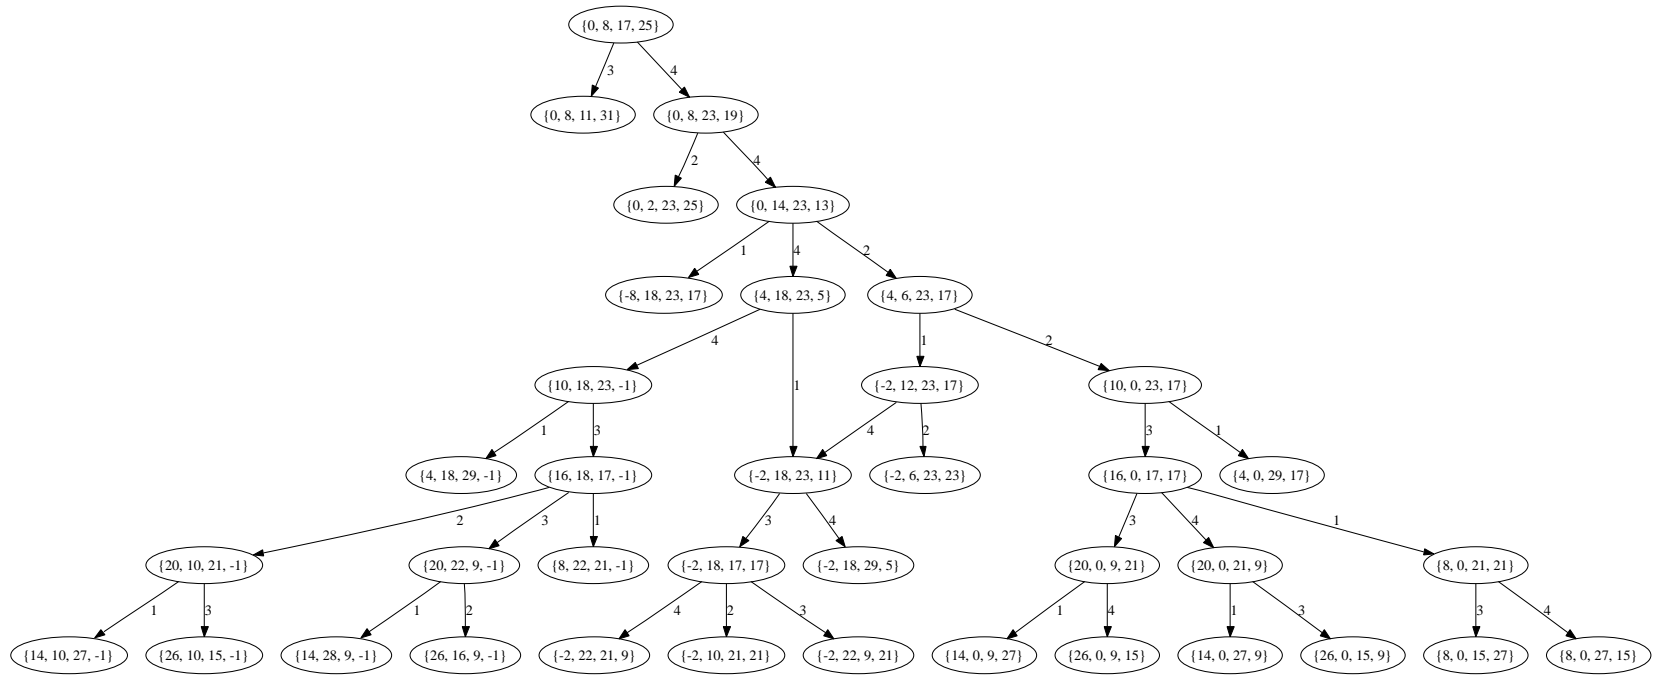 {0, 8, 17, 25}
3
4
{0, 8, 11, 31}
{0, 8, 23, 19}
2
4
{0, 2, 23, 25}
{0, 14, 23, 13}
1
4
2
{-8, 18, 23, 17}
{4, 18, 23, 5}
{4, 6, 23, 17}
4
1
1
2
{10, 18, 23, -1}
{-2, 12, 23, 17}
{10, 0, 23, 17}
1
3
4
2
3
1
{4, 18, 29, -1}
{16, 18, 17, -1}
{-2, 18, 23, 11}
{-2, 6, 23, 23}
{16, 0, 17, 17}
{4, 0, 29, 17}
2
3
1
3
4
3
4
1
{20, 10, 21, -1}
{20, 22, 9, -1}
{8, 22, 21, -1}
{-2, 18, 17, 17}
{-2, 18, 29, 5}
{20, 0, 9, 21}
{20, 0, 21, 9}
{8, 0, 21, 21}
1
3
1
2
4
2
3
1
4
1
3
3
4
{14, 10, 27, -1}
{26, 10, 15, -1}
{14, 28, 9, -1}
{26, 16, 9, -1}
{-2, 22, 21, 9}
{-2, 10, 21, 21}
{-2, 22, 9, 21}
{14, 0, 9, 27}
{26, 0, 9, 15}
{14, 0, 27, 9}
{26, 0, 15, 9}
{8, 0, 15, 27}
{8, 0, 27, 15}